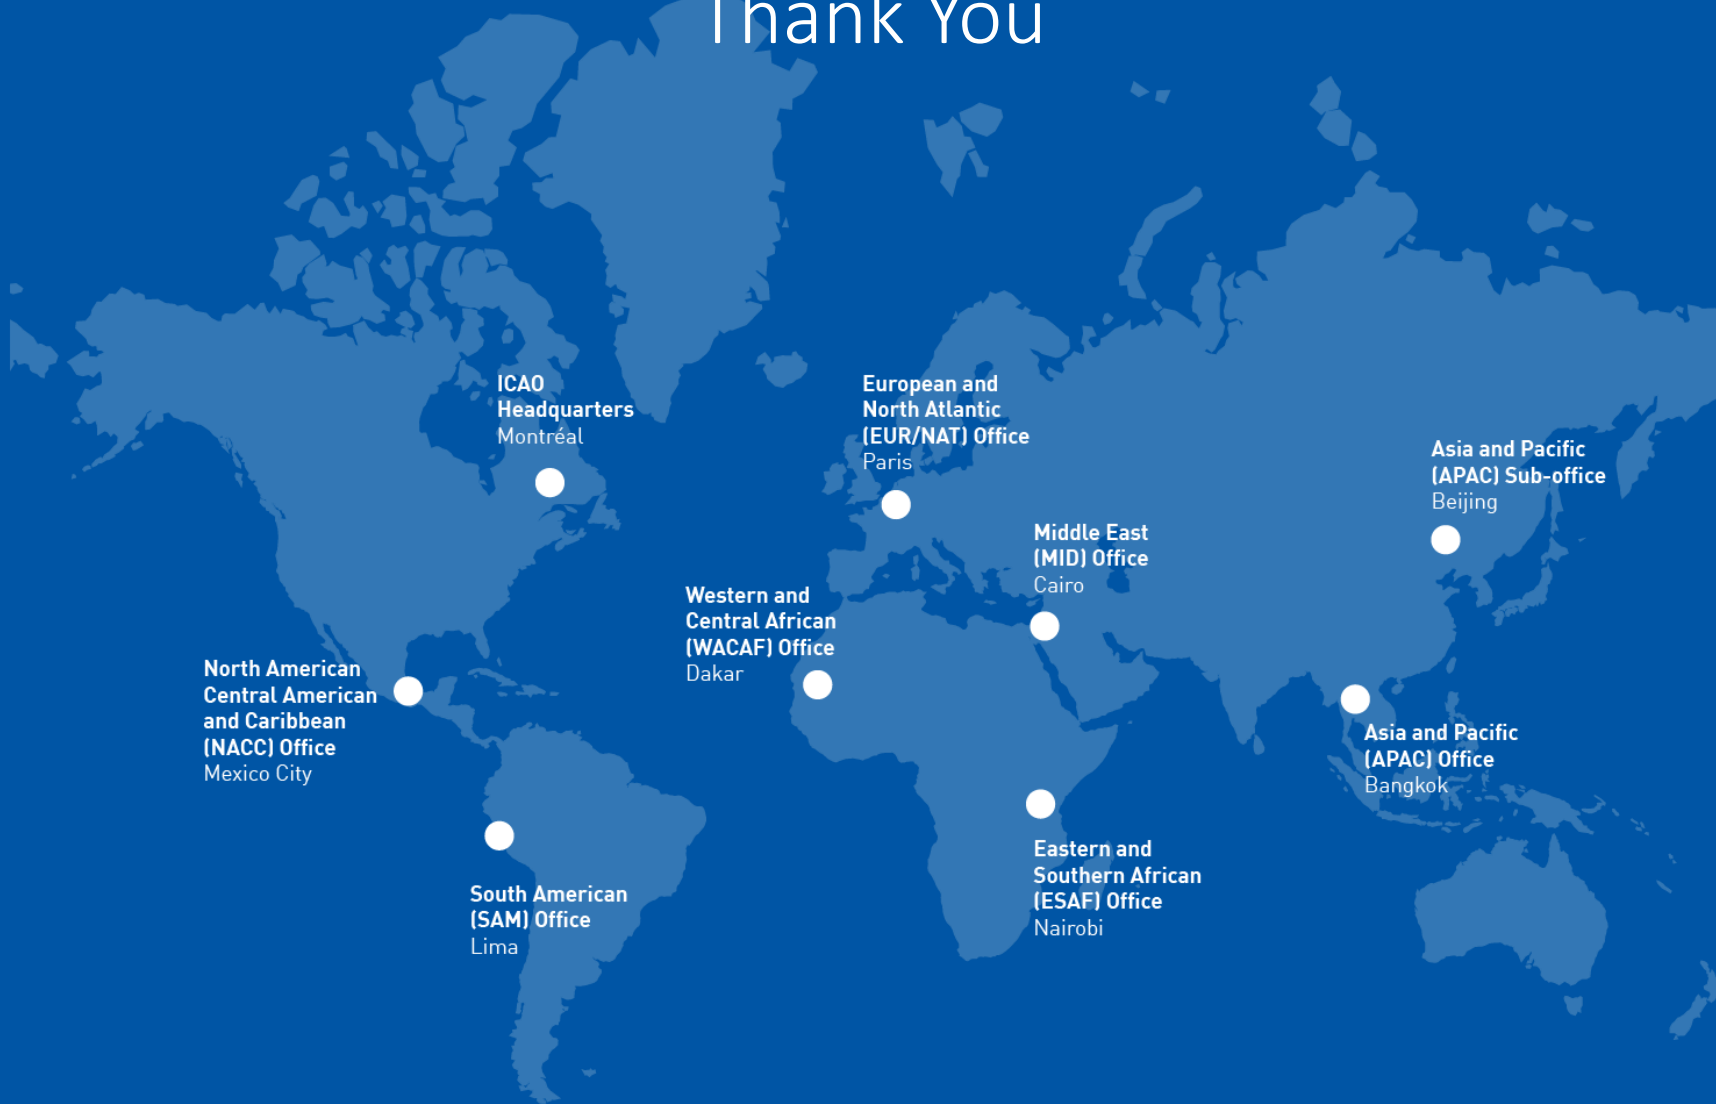 Thank You
ICAO
Headquarters
Montréal
European and
North Atlantic
(EUR/NAT) Office
Paris
Asia and Pacific
(APAC) Sub-office
Beijing
Middle East
(MID) Office
Cairo
Western and
Central African
(WACAF) Office
Dakar
North American
Central American
and Caribbean
(NACC) Office
Mexico City
Asia and Pacific
(APAC) Office
Bangkok
Eastern and
Southern African
(ESAF) Office
Nairobi
South American
(SAM) Office
Lima